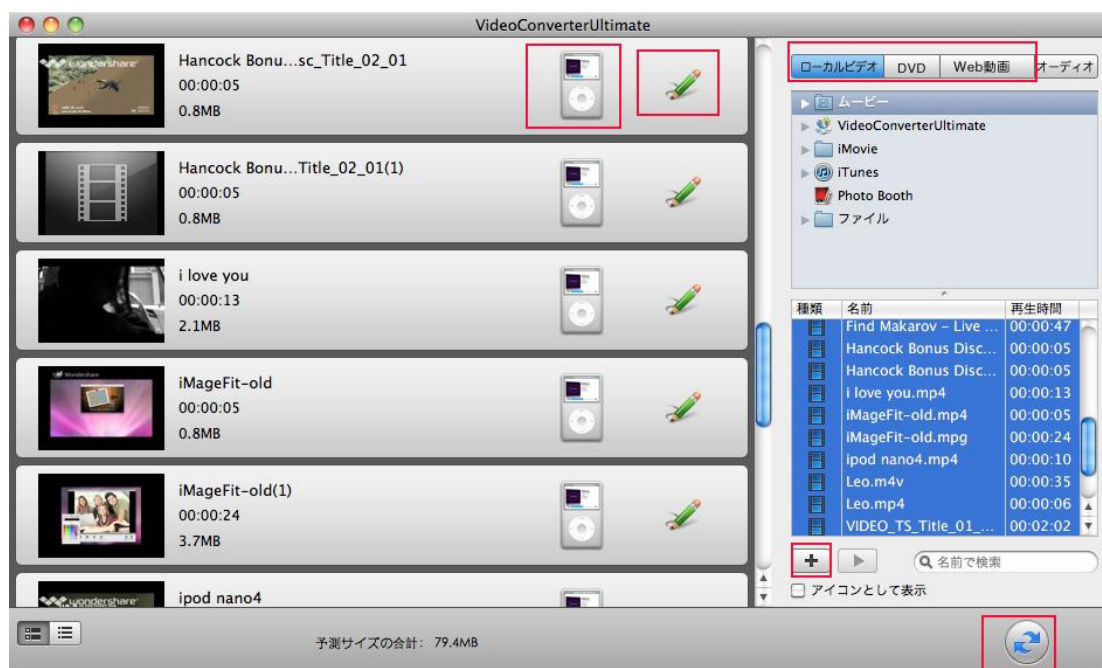 VideoConverterUltimate
wondershare
Hancock Bonu...sc_Title_02_01
00:00:05
0.8MB
Hancock Bonu...Title_02_01(1)
00:00:05
0.8MB
i love you
00:00:13
2.1MB
Wondershare
iMageFit-old
00:00:05
0.8MB
iMageFit-old(1)
00:00:24
3.7MB
wondershare
ipod nano4
ローカルビデオ DVD Web動画 オーディオ
ムービー
VideoConverterUltimate
iMovie
iTunes
Photo Booth
ファイル
種類 名前 再生時間
Find Makarov - Live ... 00:00:47
Hancock Bonus Disc... 00:00:05
Hancock Bonus Disc... 00:00:05
i love you.mp4 00:00:13
iMageFit-old.mp4 00:00:05
iMageFit-old.mpg 00:00:24
ipod nano4.mp4 00:00:10
Leo.m4v 00:00:35
Leo.mp4 00:00:06
VIDEO_TS_Title_01_... 00:02:02
名前で検索
アイコンとして表示
予測サイズの合計: 79.4MB